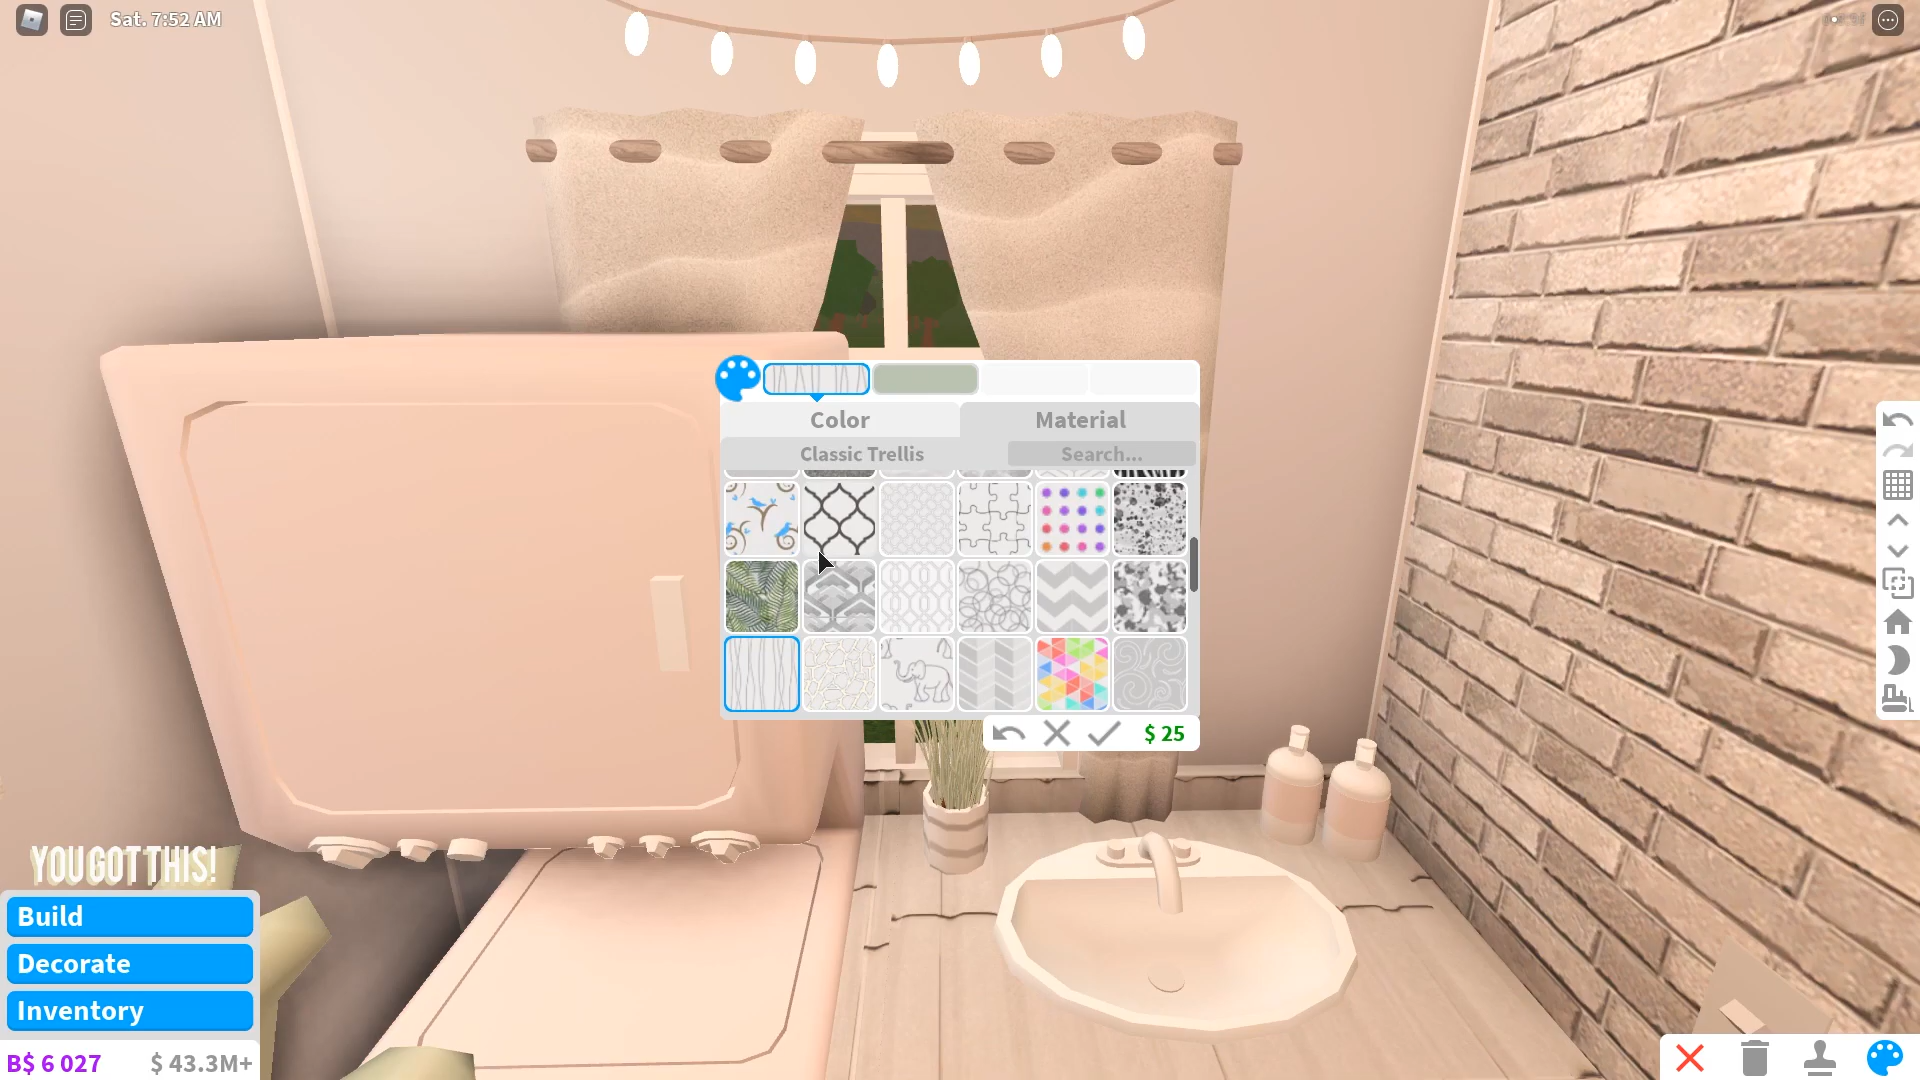 Sat. 7:52 AM
Color
Material
Classic Trellis
Search...
$ 25
YOU GOT THIS!
Build
Decorate
Inventory
B$ 6 027
$ 43.3M+